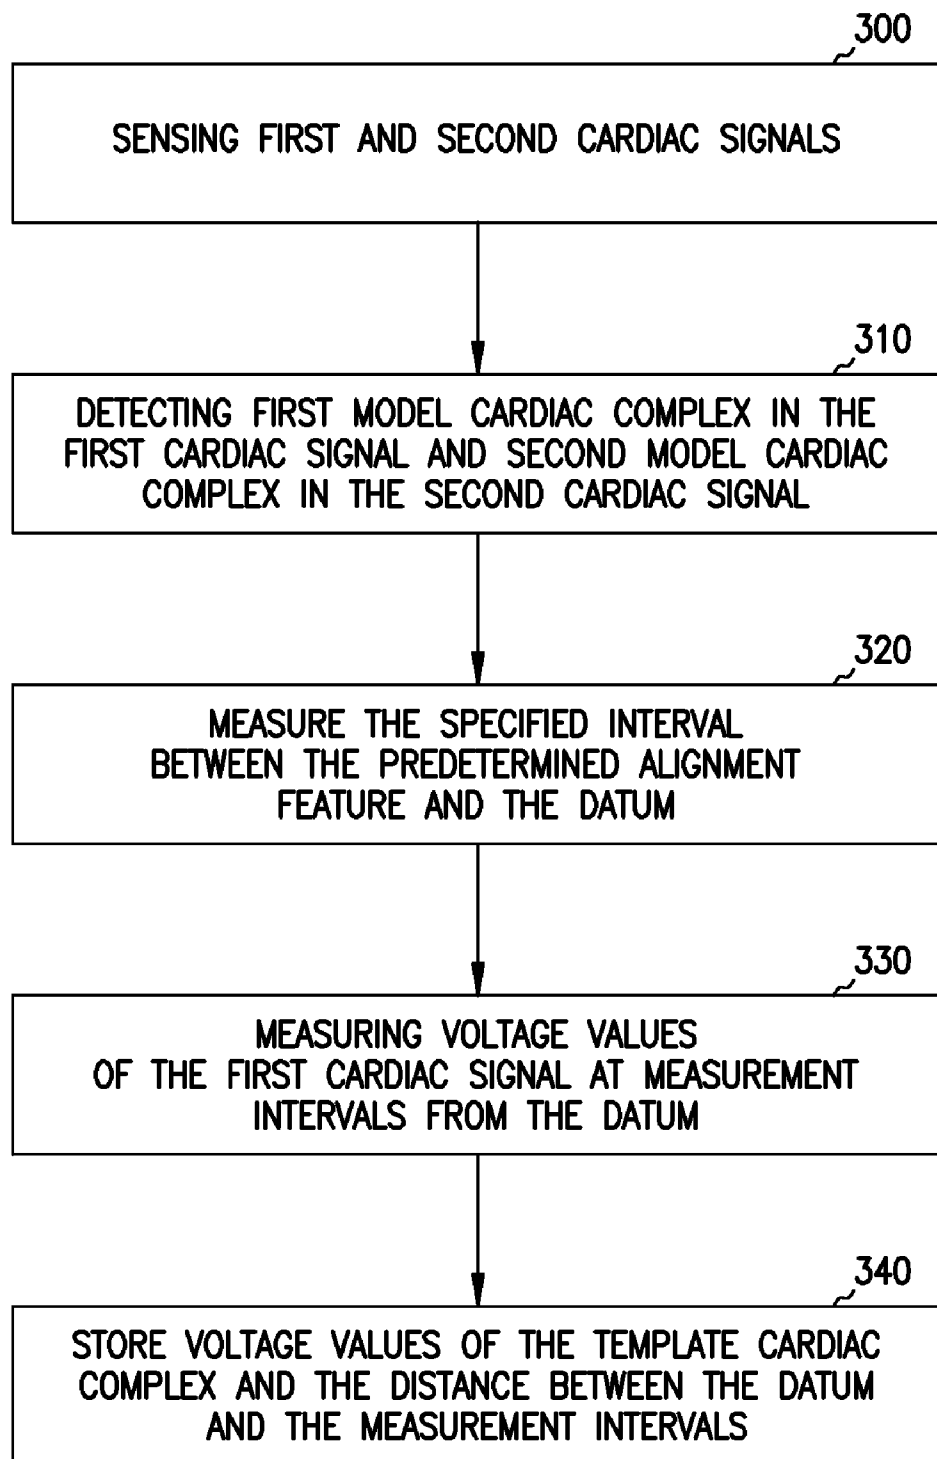 300
SENSING FIRST AND SECOND CARDIAC SIGNALS
310
DETECTING FIRST MODEL CARDIAC COMPLEX IN THE
FIRST CARDIAC SIGNAL AND SECOND MODEL CARDIAC
COMPLEX IN THE SECOND CARDIAC SIGNAL
320
MEASURE THE SPECIFIED INTERVAL
BETWEEN THE PREDETERMINED ALIGNMENT
FEATURE AND THE DATUM
330
MEASURING VOLTAGE VALUES
OF THE FIRST CARDIAC SIGNAL AT MEASUREMENT
INTERVALS FROM THE DATUM
340
STORE VOLTAGE VALUES OF THE TEMPLATE CARDIAC
COMPLEX AND THE DISTANCE BETWEEN THE DATUM
AND THE MEASUREMENT INTERVALS